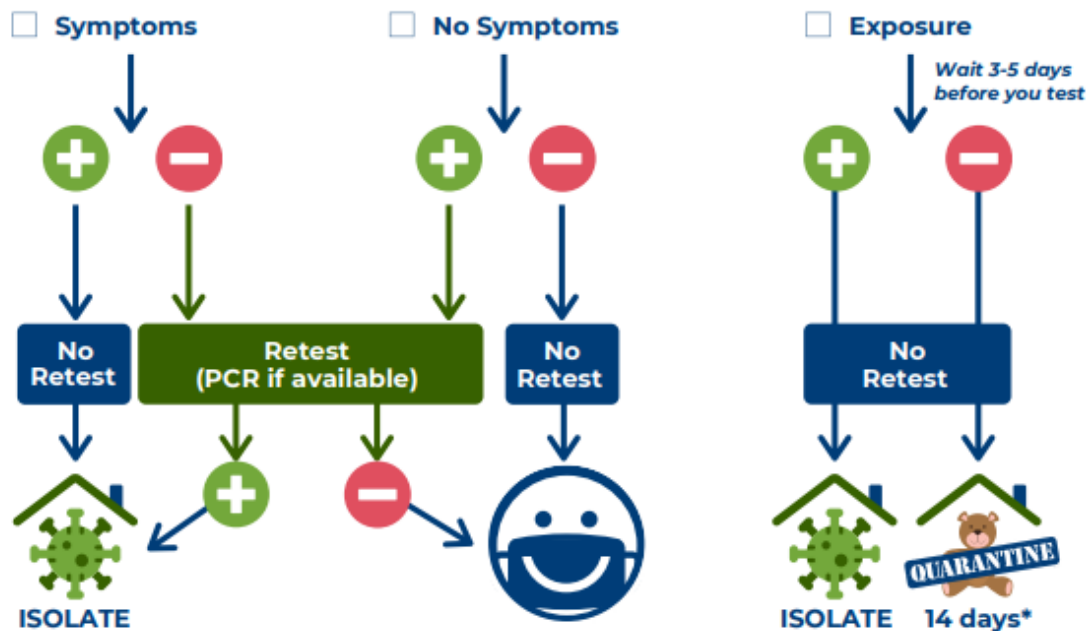 Symptoms
No Symptoms
Exposure
Wait 3-5 days
before you test
No
Retest
Retest
(PCR if available)
No
Retest
No
Retest
ISOLATE
ISOLATE
QUARANTINE
14 days*